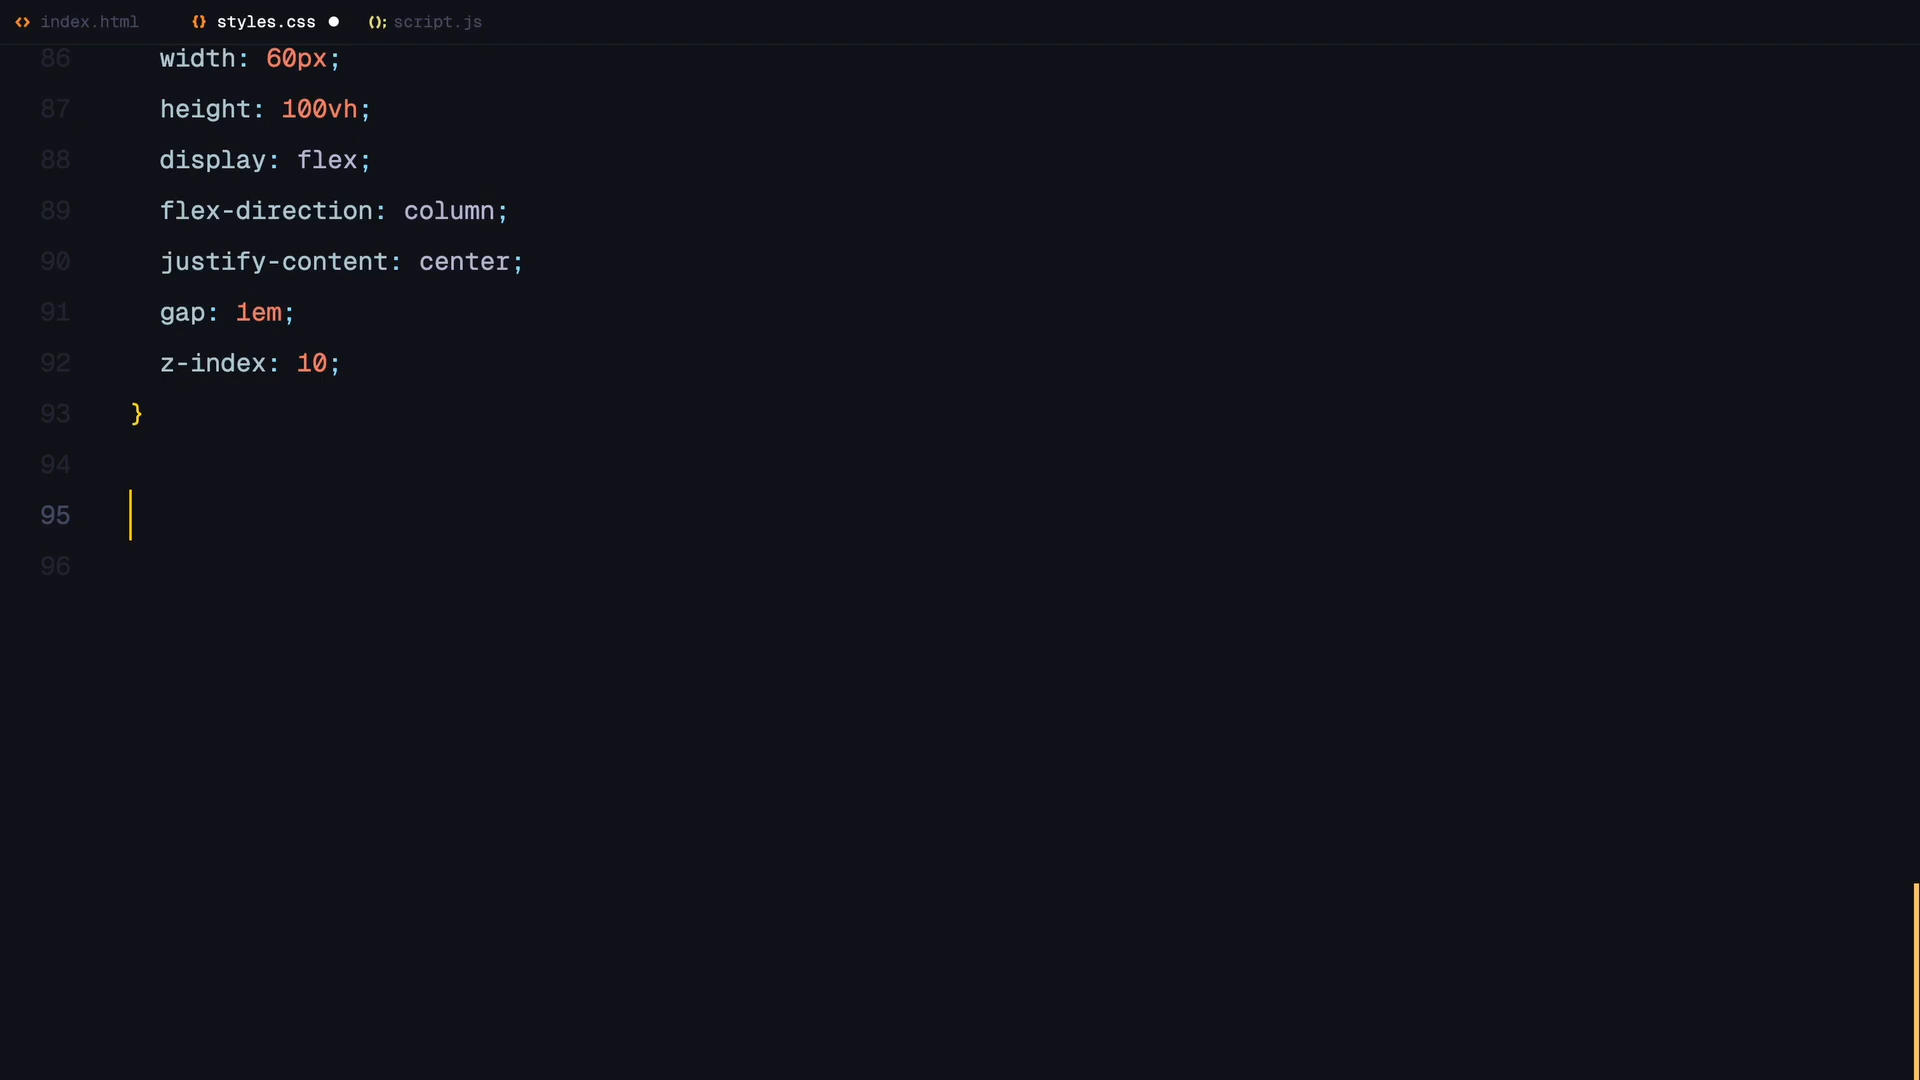 <> index.html {} styles.css ● (); script.js
86 width: 60px;
87 height: 100vh;
88 display: flex;
89 flex-direction: column;
90 justify-content: center;
91 gap: 1em;
92 z-index: 10;
93 }
94
95
96